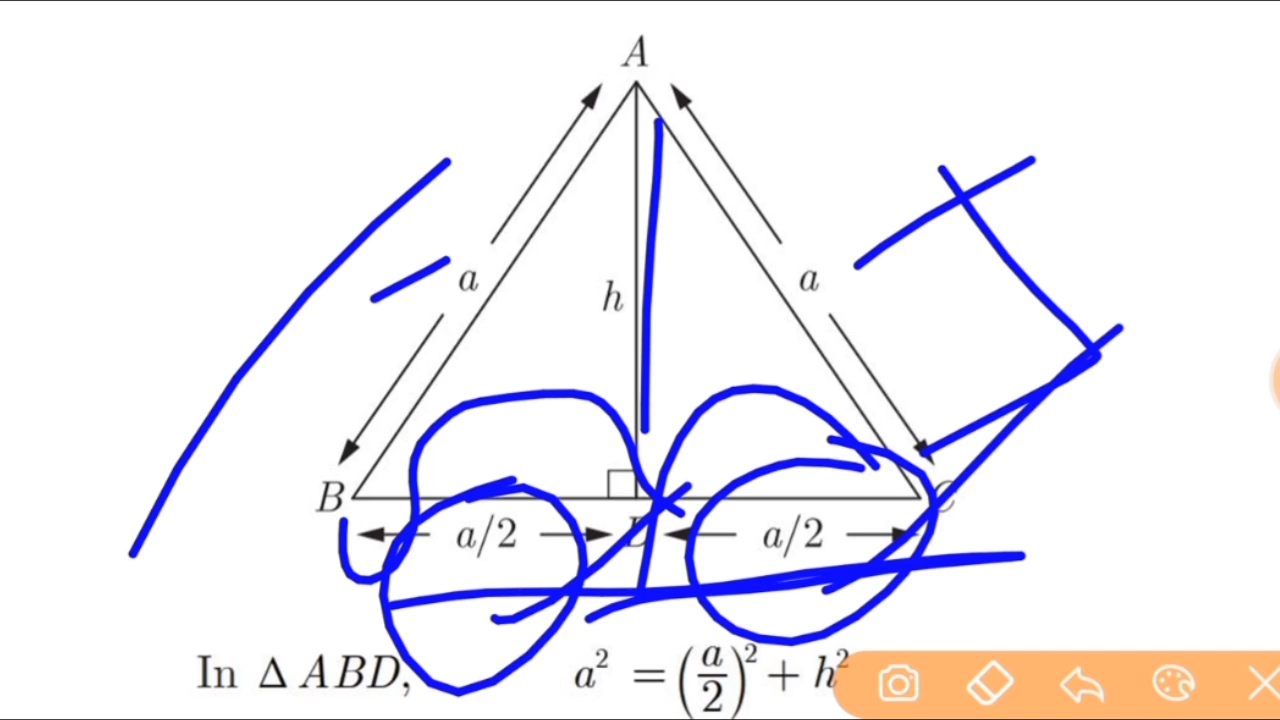 A
a
a
h
B
C
a/2
D
a/2
In Δ ABD, a² = (a/2)² + h²